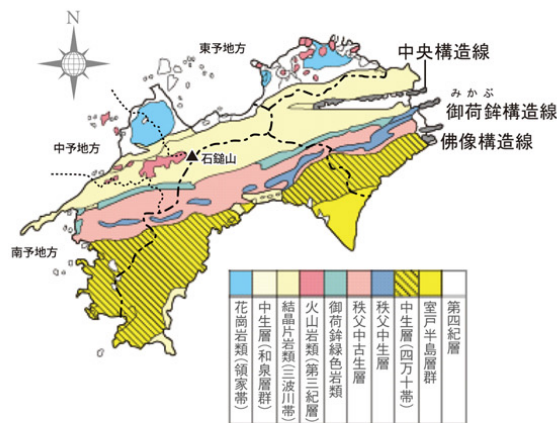 N
東予地方
中央構造線
みかぶ
御荷鉾構造線
佛像構造線
中予地方
石鎚山
南予地方
花崗岩類(領家帯)
中生層(和泉層群)
結晶片岩類(三波川帯)
火山岩類(第三紀層)
御荷鉾緑色岩類
秩父中古生層
秩父中生層
中生層(四万十帯)
室戸半島層群
第四紀層